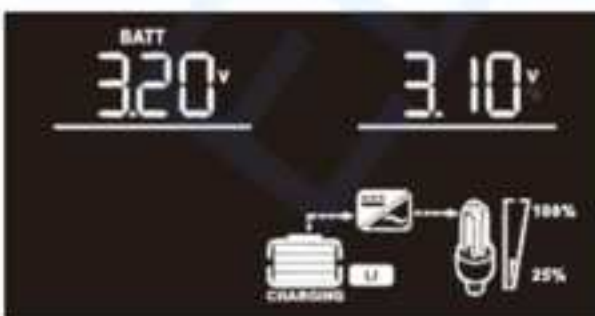 BATT
3.20V 3.10V
100%
LI
25%
CHARGING